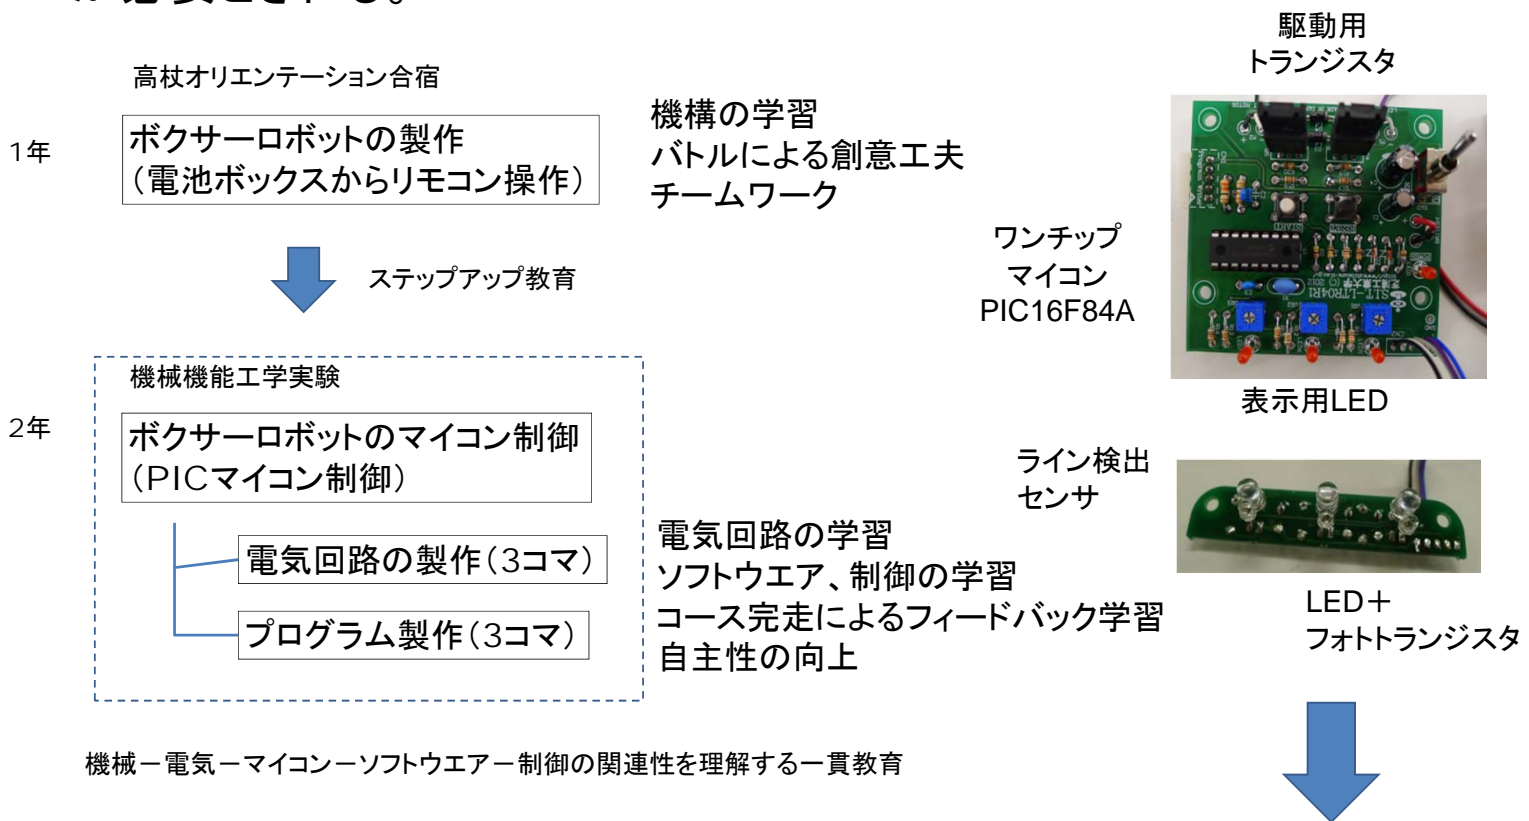 が必要とされる。
高杖オリエンテーション合宿
1年
ボクサーロボットの製作
（電池ボックスからリモコン操作）
機構の学習
バトルによる創意工夫
チームワーク
ステップアップ教育
2年
機械機能工学実験
ボクサーロボットのマイコン制御
（PICマイコン制御）
電気回路の製作（3コマ）
プログラム製作（3コマ）
電気回路の学習
ソフトウエア、制御の学習
コース完走によるフィードバック学習
自主性の向上
機械－電気－マイコン－ソフトウエア－制御の関連性を理解する一貫教育
駆動用
トランジスタ
ワンチップ
マイコン
PIC16F84A
START
SIT-LTR04R1
表示用LED
ライン検出
センサ
LED＋
フォトトランジスタ